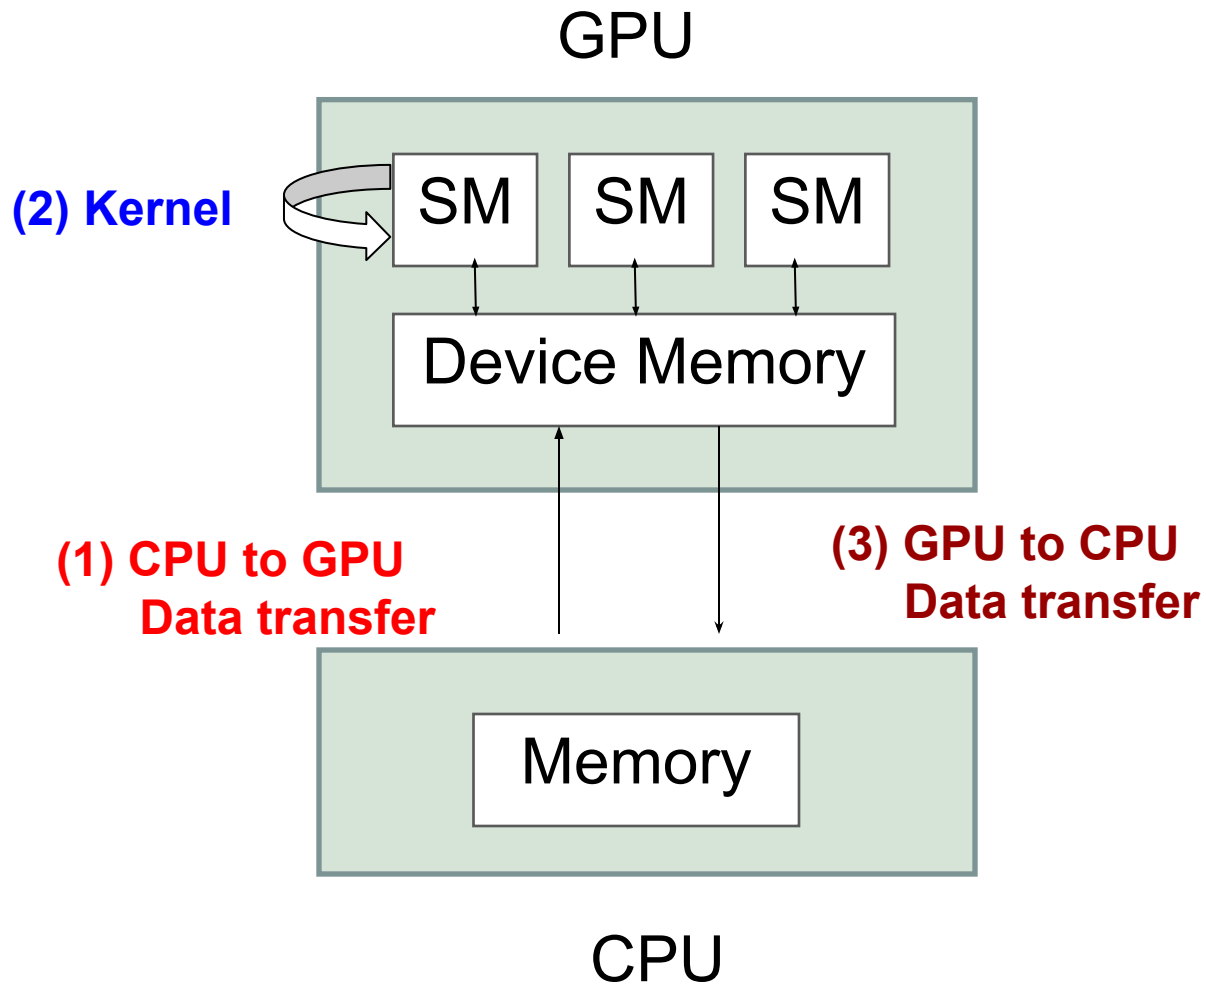 GPU
(2) Kernel
SM
SM
SM
Device Memory
(1) CPU to GPU
Data transfer
(3) GPU to CPU
Data transfer
Memory
CPU